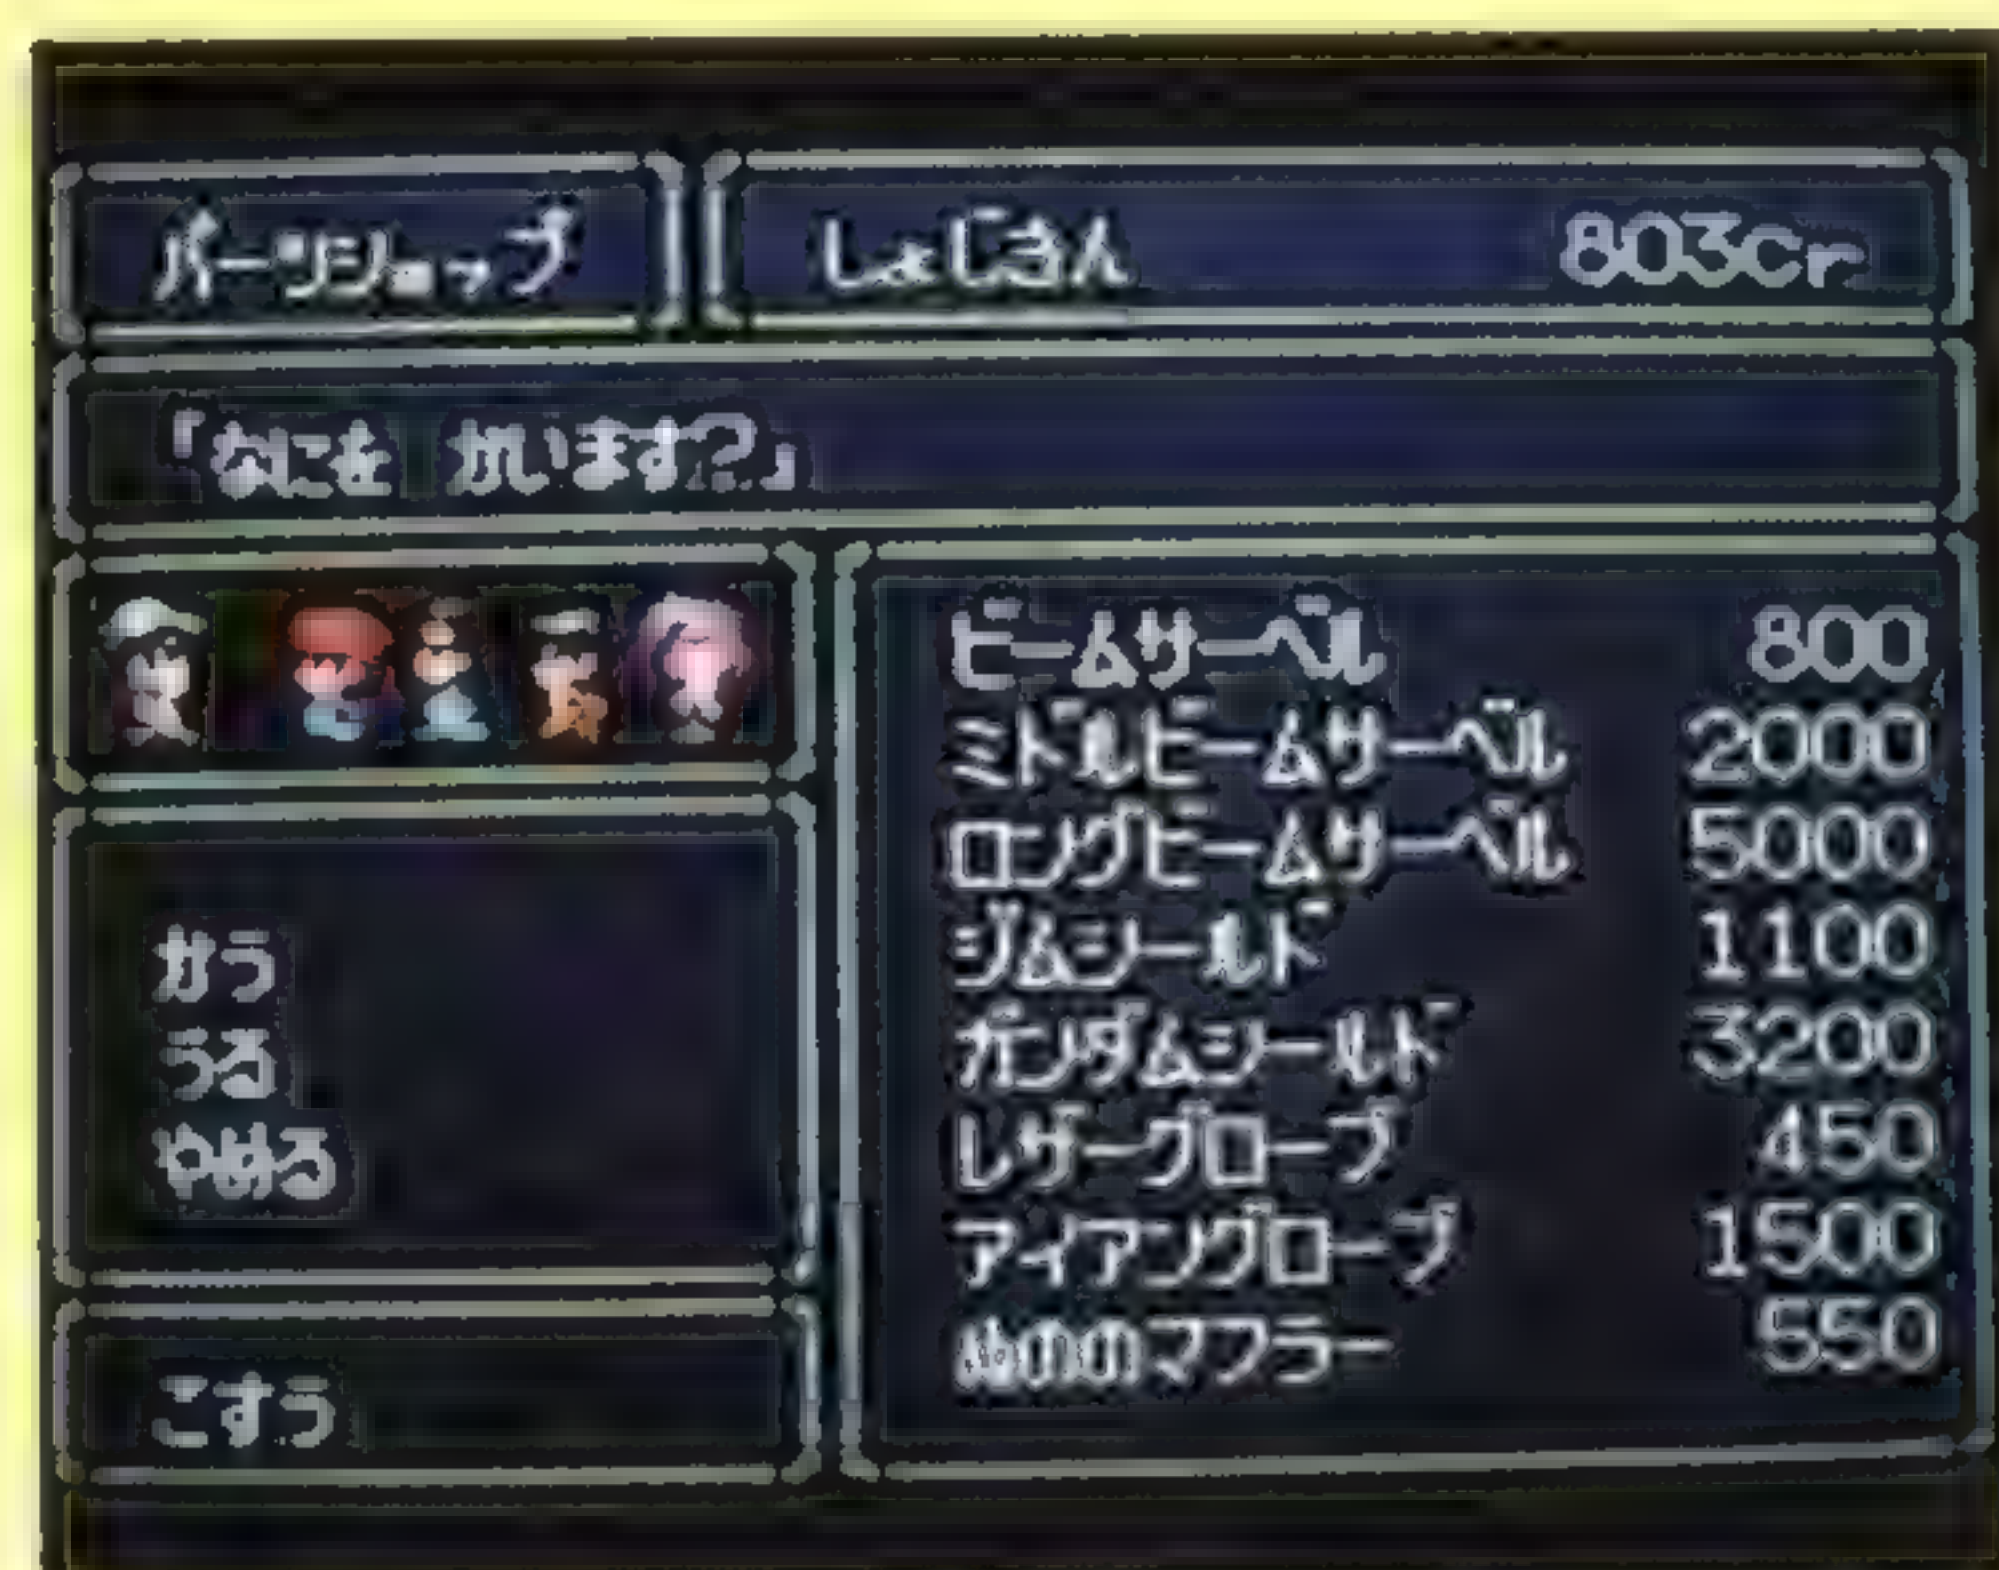 パーツショップ
しょじきん 803Cr
「なにを かいます?」
ビームサーベル 800
ミドルビームサーベル 2000
ロングビームサーベル 5000
ジムシールド 1100
ガンダムシールド 3200
レザーグローブ 450
アイアングローブ 1500
ぬののマフラー 550
かう
うる
やめる
こすう